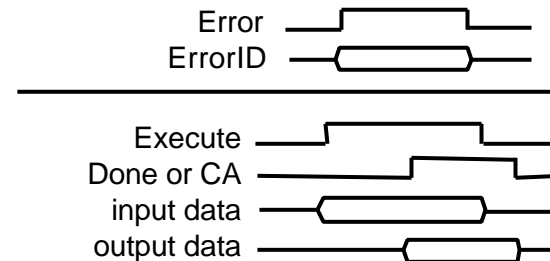 Error
ErrorID
Execute
Done or CA
input data
output data